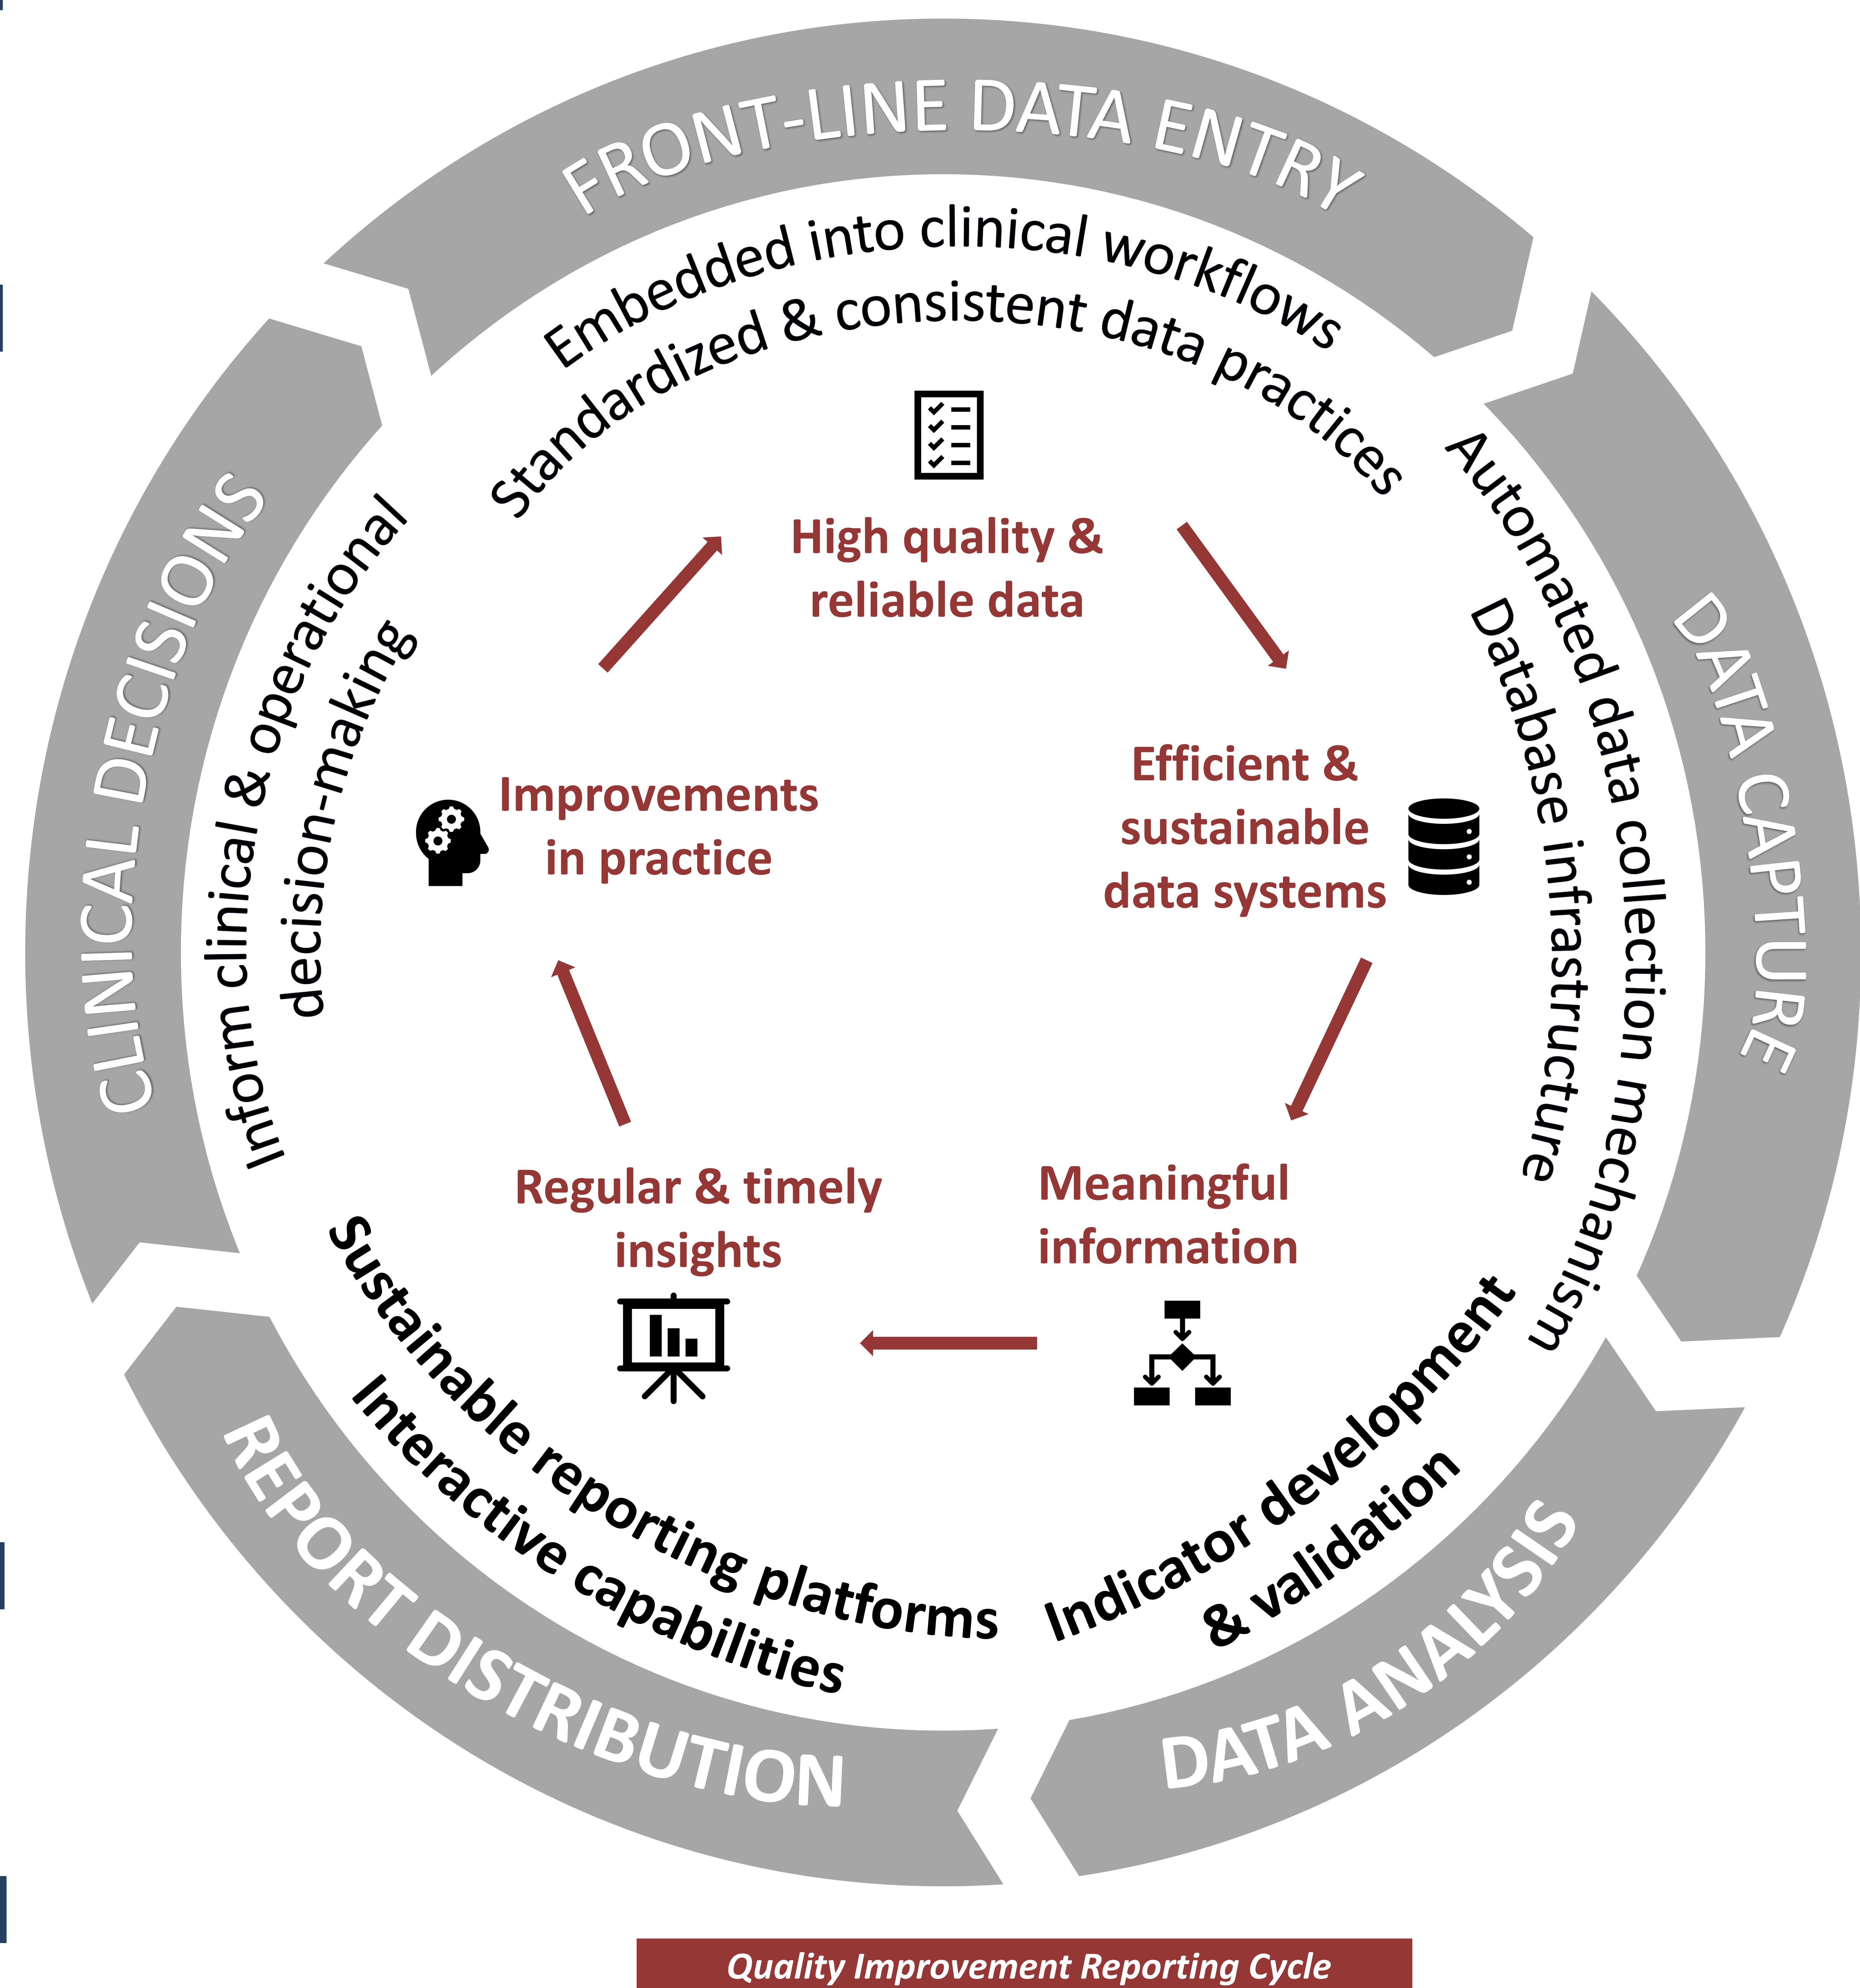 FRONT-LINE DATA ENTRY
Embedded into clinical workflows
Standardized & consistent data practices
High quality &
reliable data
DATA CAPTURE
Automated data collection mechanism
Database infrastructure
Efficient &
sustainable
data systems
DATA ANALYSIS
Indicator development
& validation
Meaningful
information
REPORT DISTRIBUTION
Sustainable reporting platforms
Interactive capabilities
Regular & timely
insights
CLINICAL DECISIONS
Inform clinical & operational
decision-making
Improvements
in practice
Quality Improvement Reporting Cycle